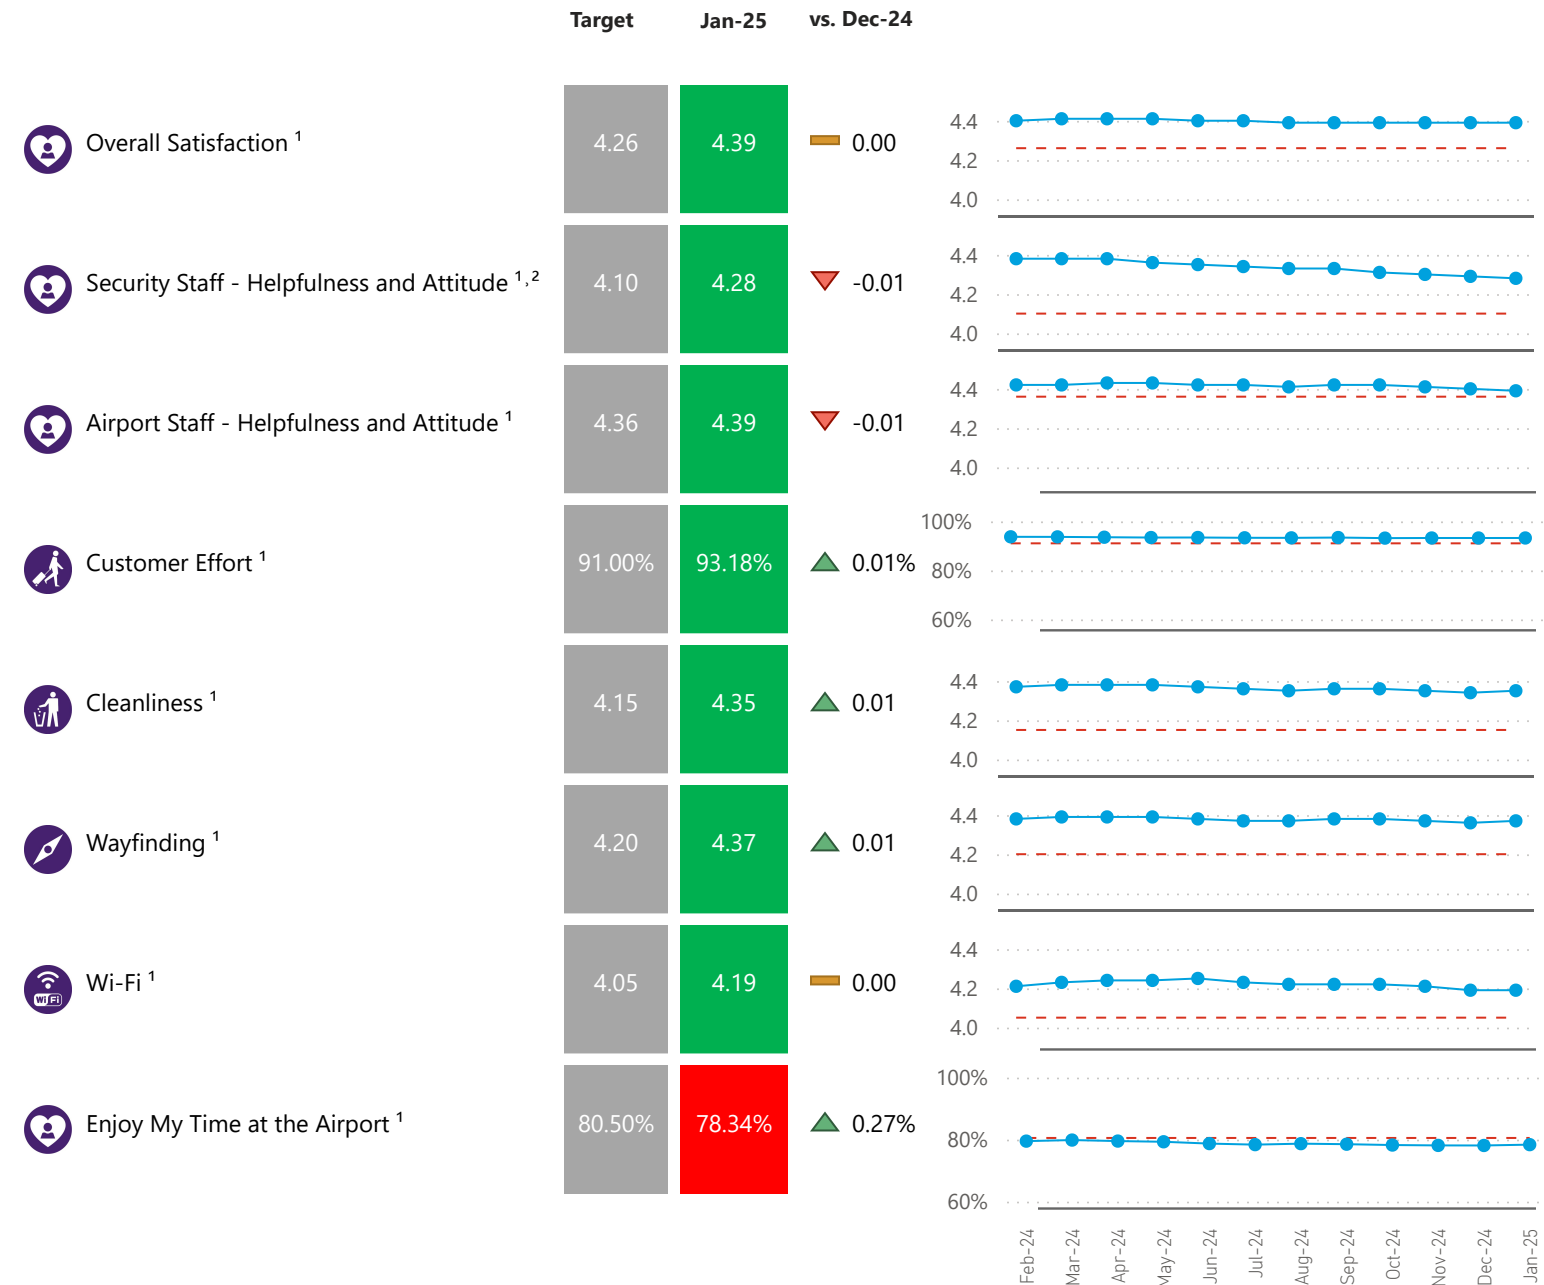 Target Jan-25 vs. Dec-24
Overall Satisfaction ¹ 4.26 4.39 0.00
4.4
4.2
4.0
Security Staff - Helpfulness and Attitude ¹,² 4.10 4.28 -0.01
4.4
4.2
4.0
Airport Staff - Helpfulness and Attitude ¹ 4.36 4.39 -0.01
4.4
4.2
4.0
Customer Effort ¹ 91.00% 93.18% 0.01%
100%
80%
60%
Cleanliness ¹ 4.15 4.35 0.01
4.4
4.2
4.0
Wayfinding ¹ 4.20 4.37 0.01
4.4
4.2
4.0
Wi Fi
Wi-Fi ¹ 4.05 4.19 0.00
4.4
4.2
4.0
Enjoy My Time at the Airport ¹ 80.50% 78.34% 0.27%
100%
80%
60%
Feb-24 Mar-24 Apr-24 May-24 Jun-24 Jul-24 Aug-24 Sep-24 Oct-24 Nov-24 Dec-24 Jan-25